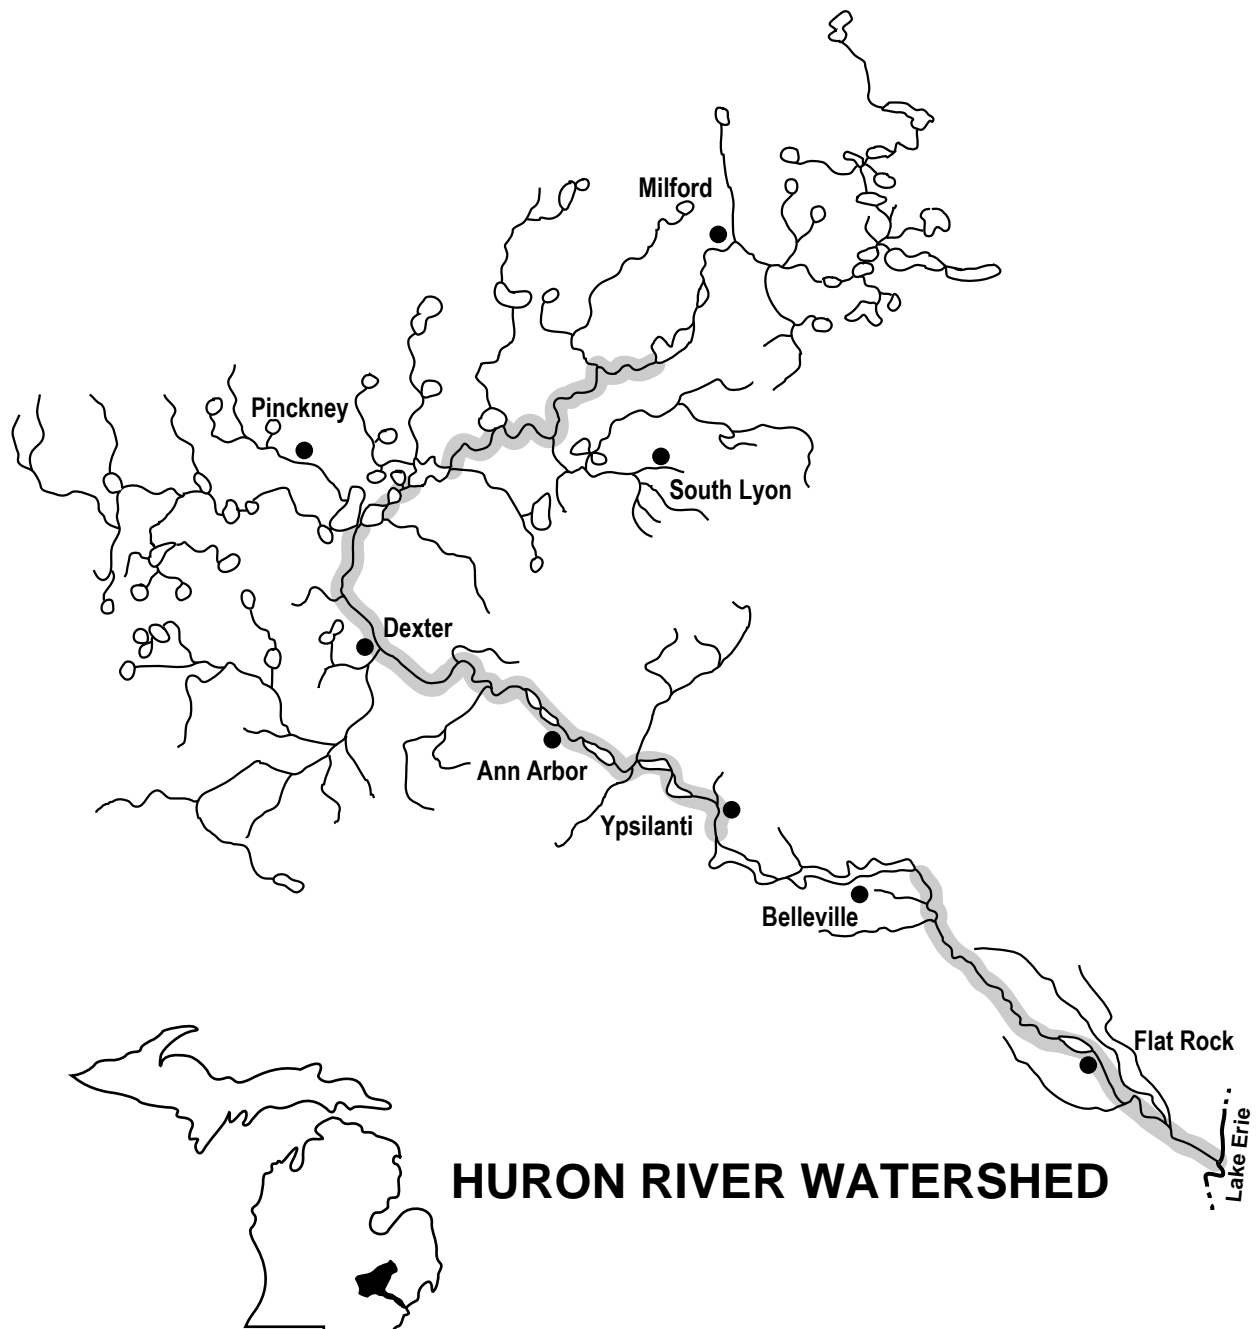 Milford
Pinckney
South Lyon
Dexter
Ann Arbor
Ypsilanti
Belleville
Flat Rock
Lake Erie
HURON RIVER WATERSHED